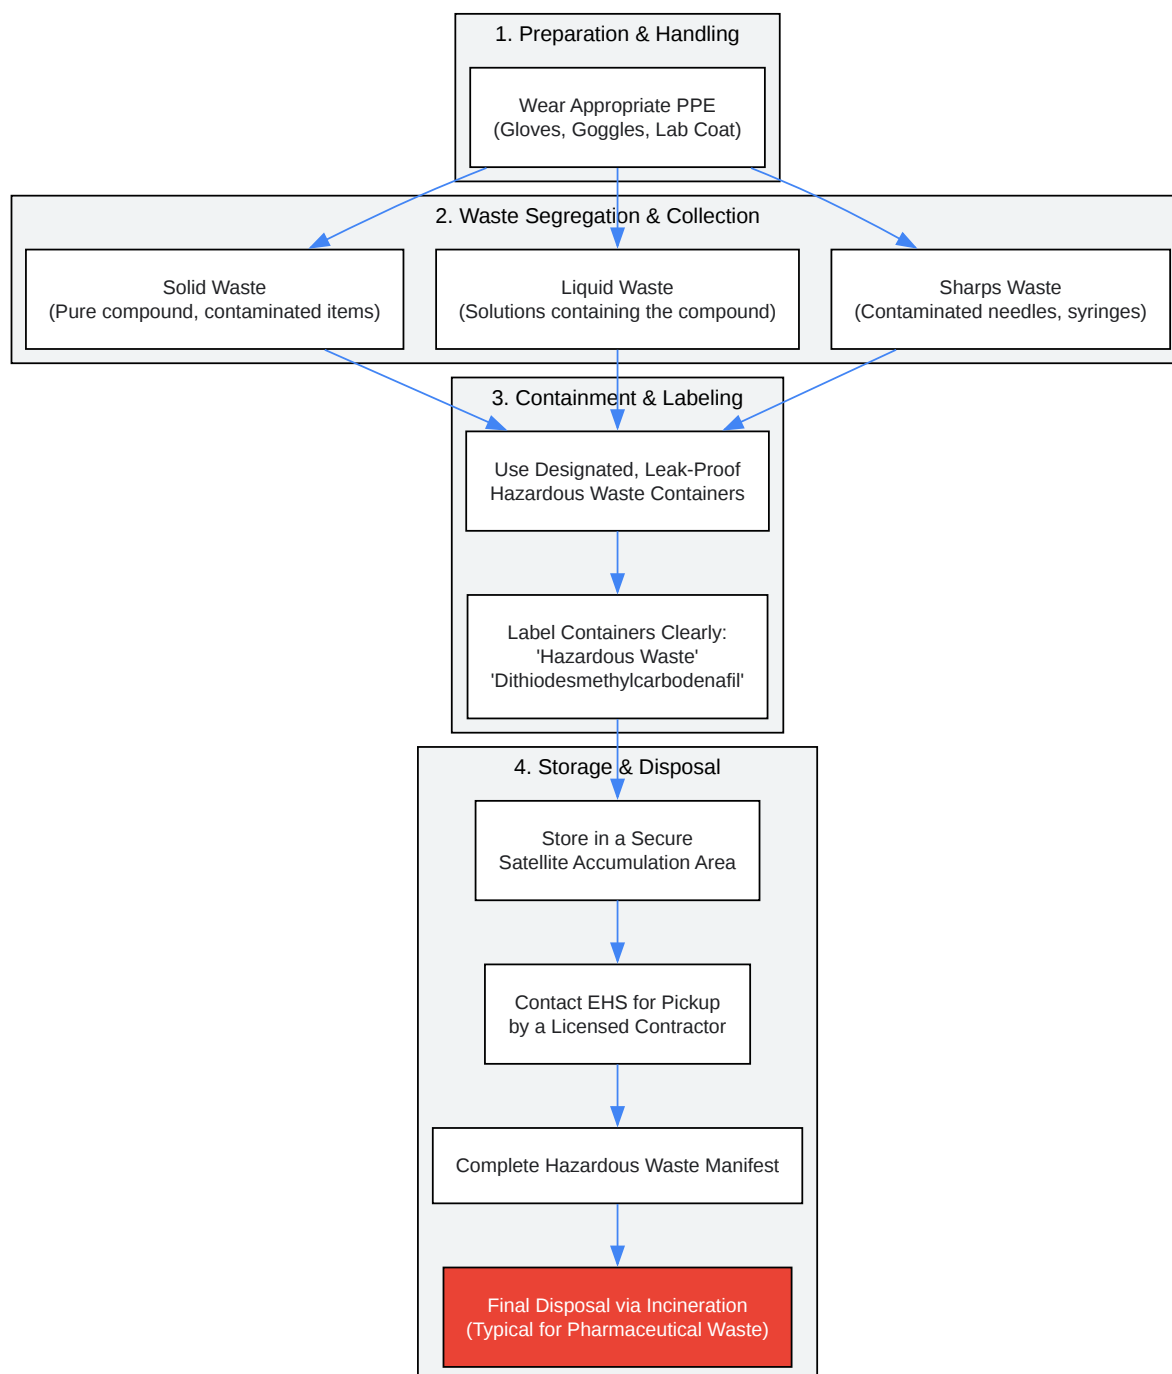 1. Preparation & Handling
Wear Appropriate PPE
(Gloves, Goggles, Lab Coat)
2. Waste Segregation & Collection
Solid Waste
(Pure compound, contaminated items)
Liquid Waste
(Solutions containing the compound)
Sharps Waste
(Contaminated needles, syringes)
3. Containment & Labeling
Use Designated, Leak-Proof
Hazardous Waste Containers
Label Containers Clearly:
'Hazardous Waste'
'Dithiodesmethylcarbodenafil'
4. Storage & Disposal
Store in a Secure
Satellite Accumulation Area
Contact EHS for Pickup
by a Licensed Contractor
Complete Hazardous Waste Manifest
Final Disposal via Incineration
(Typical for Pharmaceutical Waste)